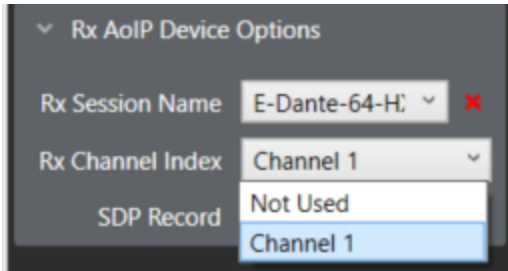 Rx AoIP Device Options
Rx Session Name E-Dante-64-H
Rx Channel Index Channel 1
SDP Record Not Used
Channel 1